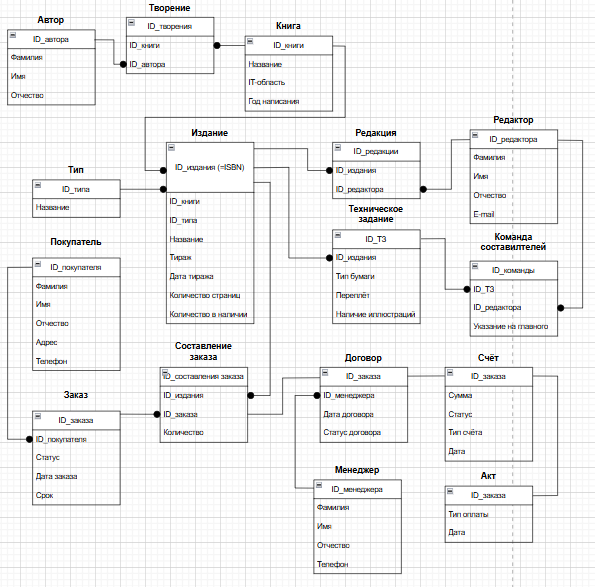 Автор
ID_автора
Фамилия
Имя
Отчество
Творение
ID_творения
ID_книги
ID_автора
Книга
ID_книги
Название
IT-область
Год написания
Издание
ID_издания (=ISBN)
ID_книги
ID_типа
Название
Тираж
Дата тиража
Количество страниц
Количество в наличии
Редакция
ID_редакции
ID_издания
ID_редактора
Редактор
ID_редактора
Фамилия
Имя
Отчество
E-mail
Тип
ID_типа
Название
Техническое
задание
ID_ТЗ
ID_издания
Тип бумаги
Переплёт
Наличие иллюстраций
Команда
составилтелей
ID_команды
ID_ТЗ
ID_редактора
Указание на главного
Покупатель
ID_покупателя
Фамилия
Имя
Отчество
Адрес
Телефон
Составление
заказа
ID_составления заказа
ID_издания
ID_заказа
Количество
Договор
ID_заказа
ID_менеджера
Дата договора
Статус договора
Счёт
ID_заказа
Сумма
Статус
Тип счёта
Дата
Заказ
ID_заказа
ID_покупателя
Статус
Дата заказа
Срок
Менеджер
ID_менеджера
Фамилия
Имя
Отчество
Телефон
Акт
ID_заказа
Тип оплаты
Дата